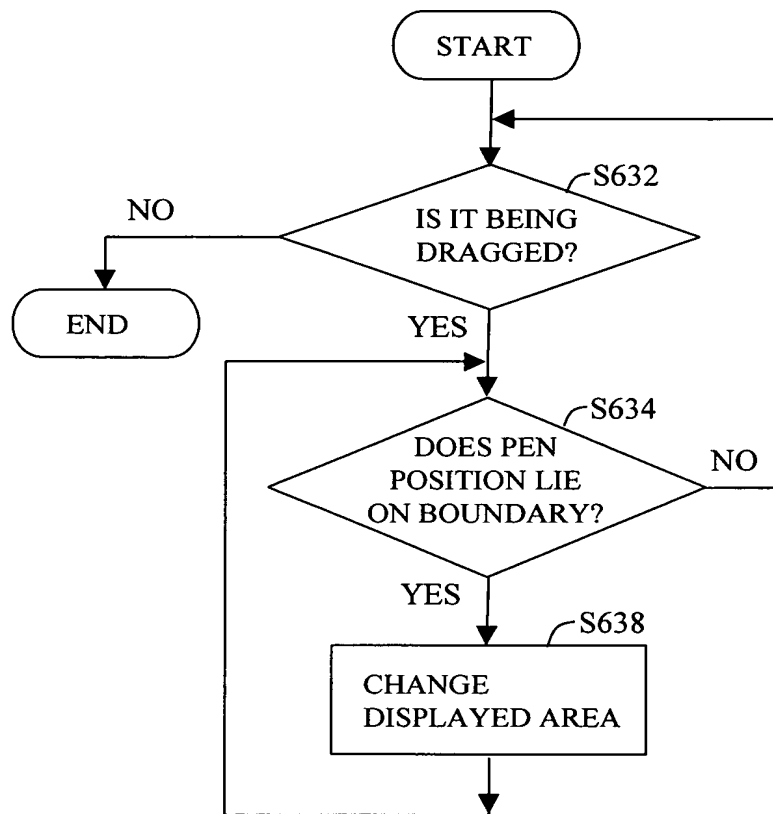 START
S632
NO
IS IT BEING
DRAGGED?
END
YES
S634
DOES PEN
POSITION LIE
ON BOUNDARY?
NO
YES
S638
CHANGE
DISPLAYED AREA